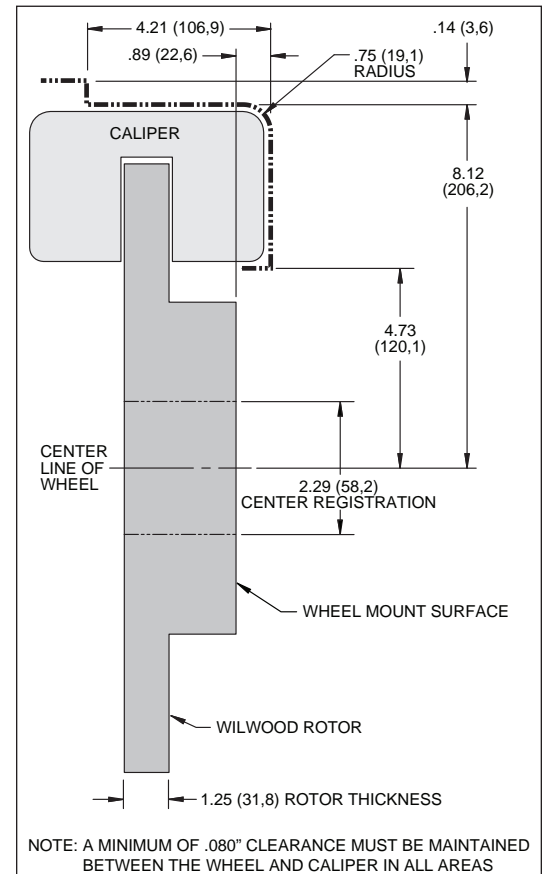 4.21 (106,9)
.14 (3,6)
.89 (22,6)
.75 (19,1)
RADIUS
CALIPER
8.12
(206,2)
4.73
(120,1)
CENTER
LINE OF
WHEEL
2.29 (58,2)
CENTER REGISTRATION
WHEEL MOUNT SURFACE
WILWOOD ROTOR
1.25 (31,8) ROTOR THICKNESS
NOTE: A MINIMUM OF .080” CLEARANCE MUST BE MAINTAINED
BETWEEN THE WHEEL AND CALIPER IN ALL AREAS